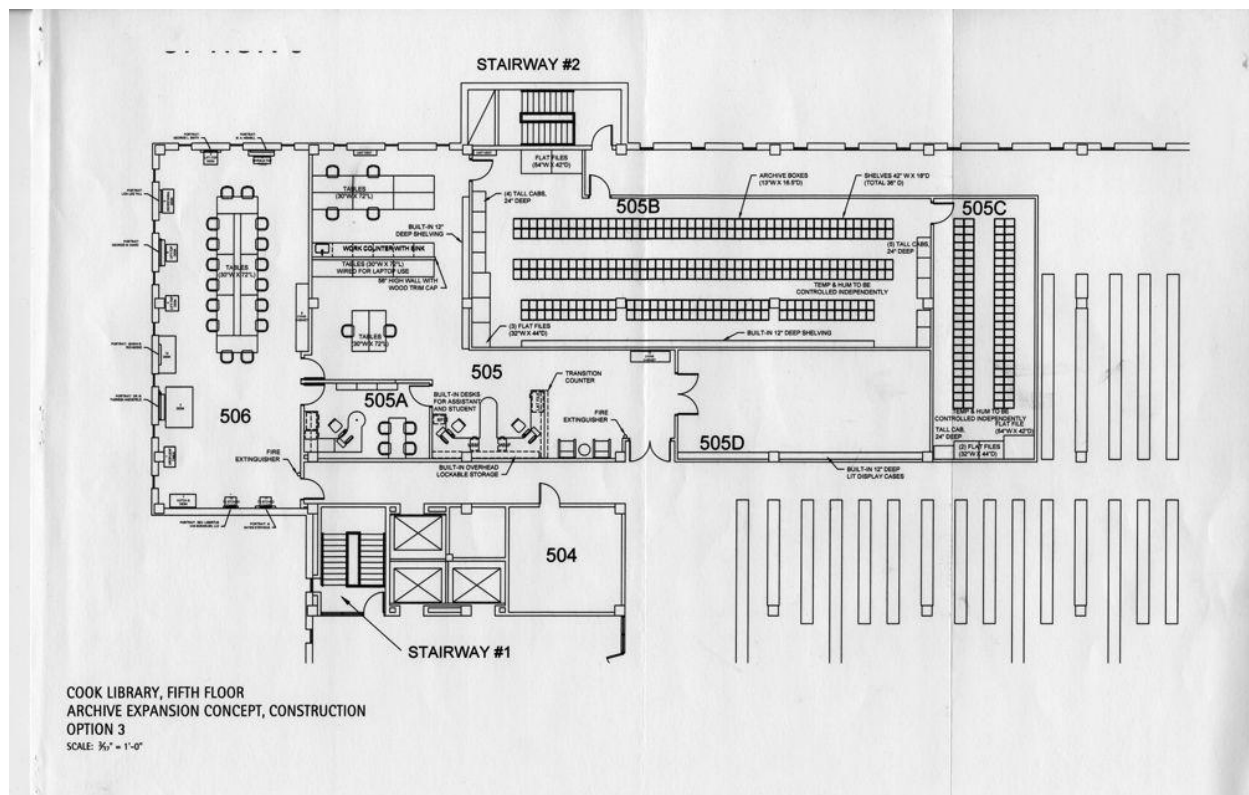 STAIRWAY #2
FLAT FILES
(54"W X 42"D)
ARCHIVE BOXES
(13"W X 16.5"D)
SHELVES 42" W X 18"D
(TOTAL 36" D)
(4) TALL CABS,
24" DEEP
505B
505C
TABLES
(30"W X 72"L)
BUILT-IN 12"
DEEP SHELVING
WORK COUNTER WITH SINK
(5) TALL CABS,
24" DEEP
TABLES
(30"W X 72"L)
TABLES (30"W X 72"L)
WIRED FOR LAPTOP USE
56" HIGH WALL WITH
WOOD TRIM CAP
TEMP & HUM TO BE
CONTROLLED INDEPENDENTLY
(3) FLAT FILES
(32"W X 44"D)
BUILT-IN 12" DEEP SHELVING
TABLES
(30"W X 72"L)
505
TRANSITION
COUNTER
505A
BUILT-IN DESKS
FOR ASSISTANT
AND STUDENT
506
FIRE
EXTINGUISHER
TEMP & HUM TO BE
CONTROLLED INDEPENDENTLY
TALL CAB,
24" DEEP
FLAT FILE
(54"W X 42"D)
505D
(2) FLAT FILES
(32"W X 44"D)
FIRE
EXTINGUISHER
BUILT-IN OVERHEAD
LOCKABLE STORAGE
BUILT-IN 12" DEEP
LIT DISPLAY CASES
504
STAIRWAY #1
COOK LIBRARY, FIFTH FLOOR
ARCHIVE EXPANSION CONCEPT, CONSTRUCTION
OPTION 3